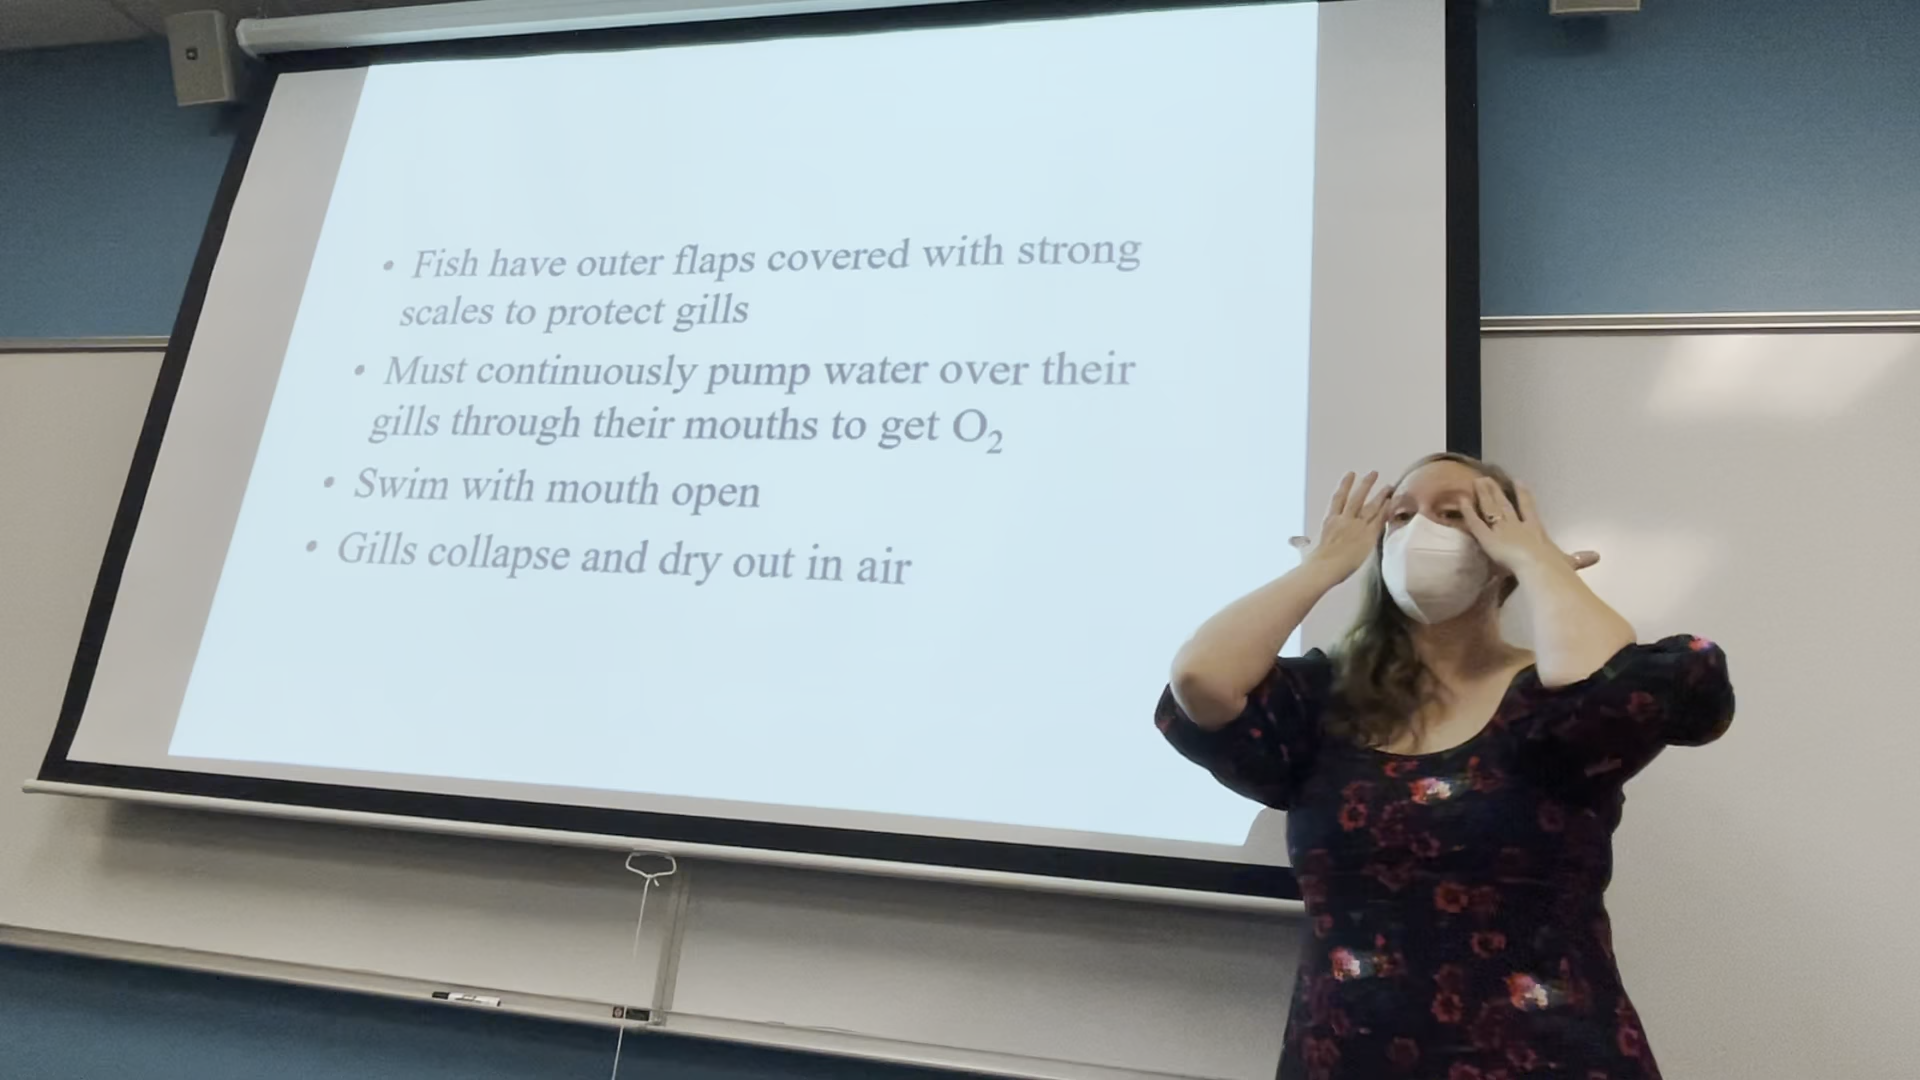 • Fish have outer flaps covered with strong
scales to protect gills
• Must continuously pump water over their
gills through their mouths to get O₂
• Swim with mouth open
• Gills collapse and dry out in air